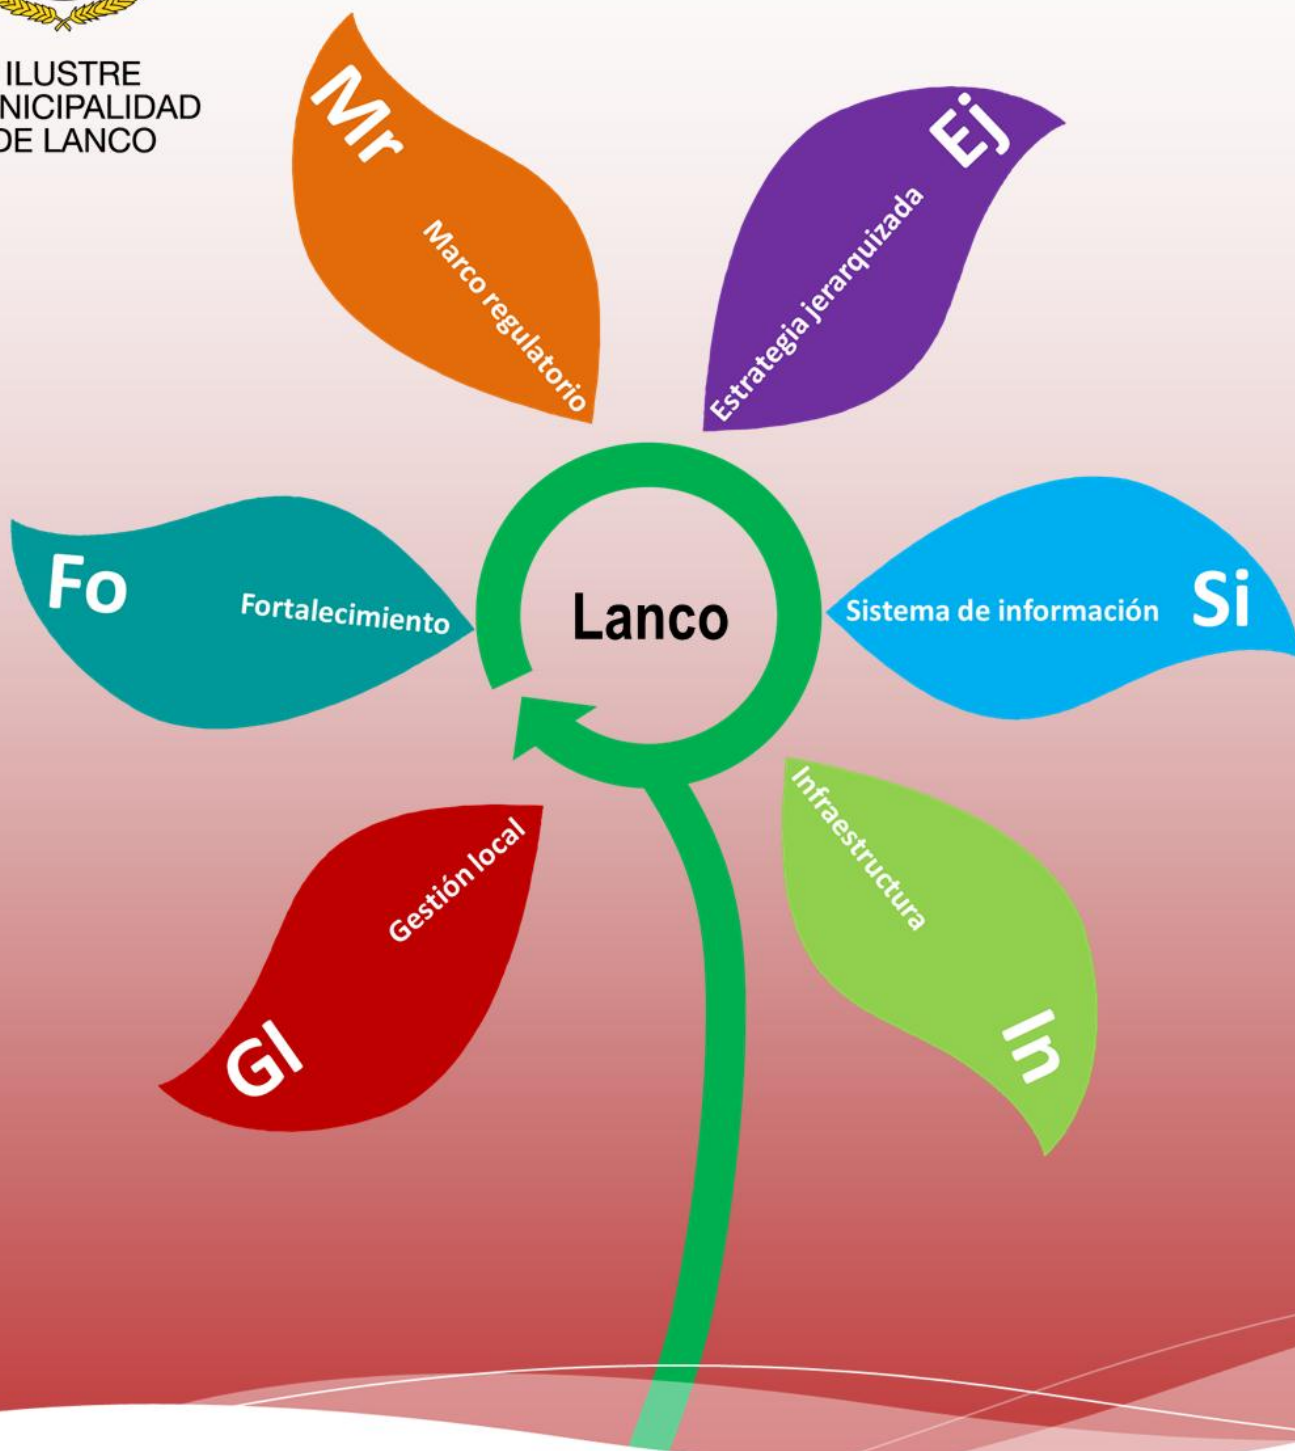 ILUSTRE
NICIPALIDAD
DE LANCO
Mr
Marco regulatorio
Ej
Estrategia jerarquizada
Fo
Fortalecimiento
Lanco
Sistema de información
Si
Gestión local
Gl
Infraestructura
In